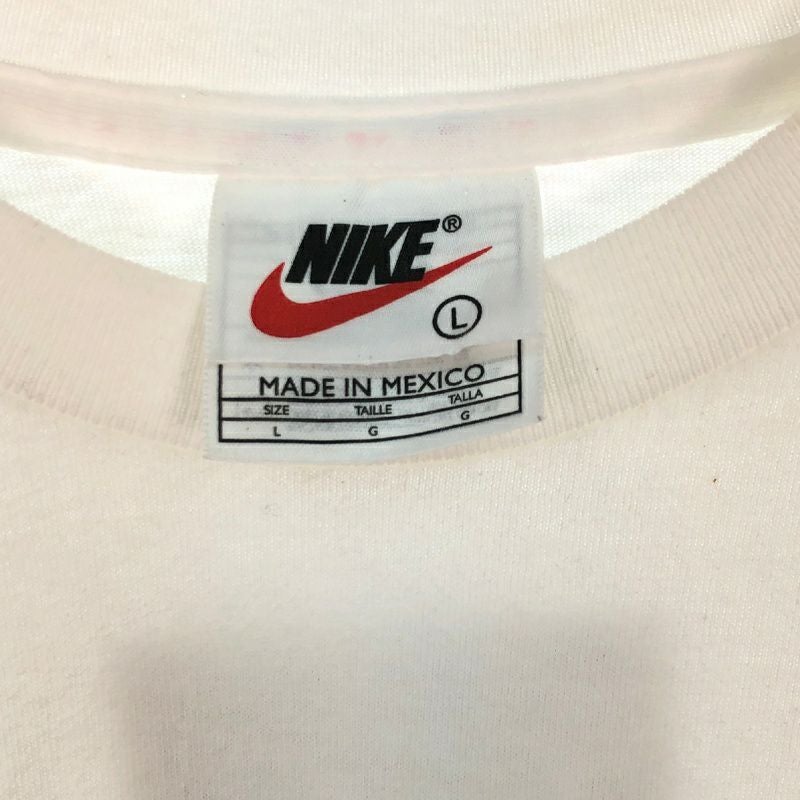 NIKE®
L
MADE IN MEXICO
SIZE TAILLE TALLA
L G G